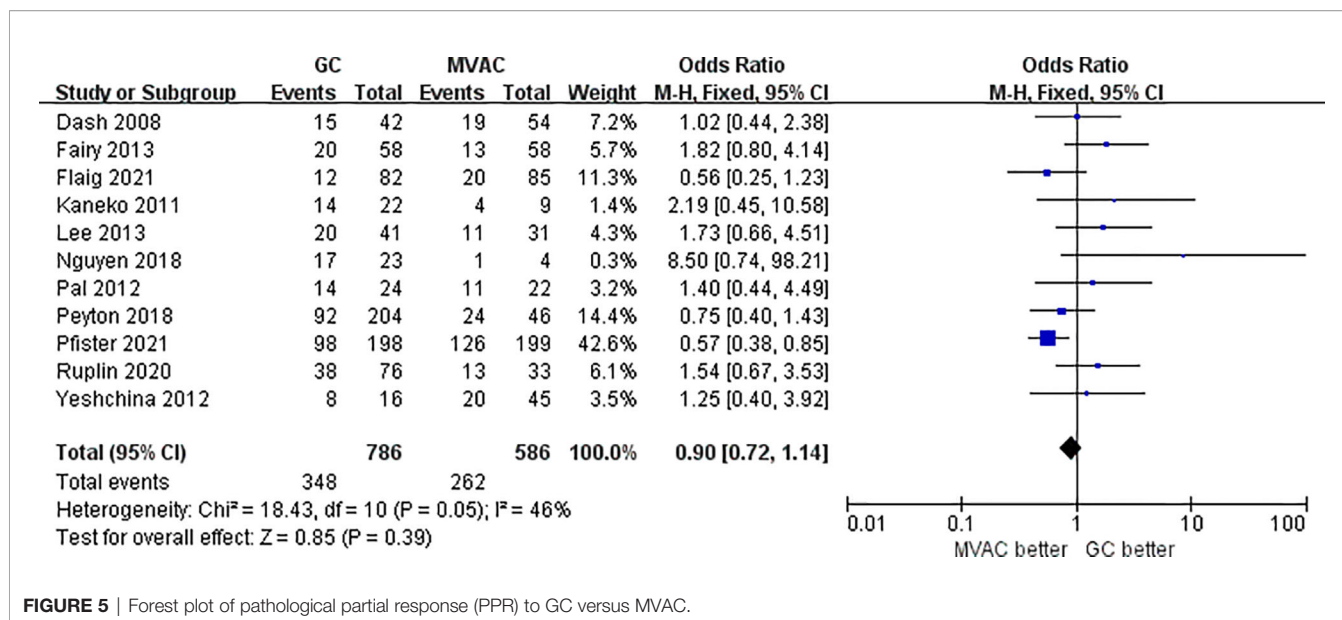 GC MVAC Odds Ratio Odds Ratio
Study or Subgroup Events Total Events Total Weight M-H, Fixed, 95% CI M-H, Fixed, 95% CI
Dash 2008 15 42 19 54 7.2% 1.02 [0.44, 2.38]
Fairy 2013 20 58 13 58 5.7% 1.82 [0.80, 4.14]
Flaig 2021 12 82 20 85 11.3% 0.56 [0.25, 1.23]
Kaneko 2011 14 22 4 9 1.4% 2.19 [0.45, 10.58]
Lee 2013 20 41 11 31 4.3% 1.73 [0.66, 4.51]
Nguyen 2018 17 23 1 4 0.3% 8.50 [0.74, 98.21]
Pal 2012 14 24 11 22 3.2% 1.40 [0.44, 4.49]
Peyton 2018 92 204 24 46 14.4% 0.75 [0.40, 1.43]
Pfister 2021 98 198 126 199 42.6% 0.57 [0.38, 0.85]
Ruplin 2020 38 76 13 33 6.1% 1.54 [0.67, 3.53]
Yeshchina 2012 8 16 20 45 3.5% 1.25 [0.40, 3.92]
Total (95% CI) 786 586 100.0% 0.90 [0.72, 1.14]
Total events 348 262
Heterogeneity: Chi² = 18.43, df = 10 (P = 0.05); I² = 46%
Test for overall effect: Z = 0.85 (P = 0.39)
0.01 0.1 1 10 100
MVAC better GC better
FIGURE 5 | Forest plot of pathological partial response (PPR) to GC versus MVAC.